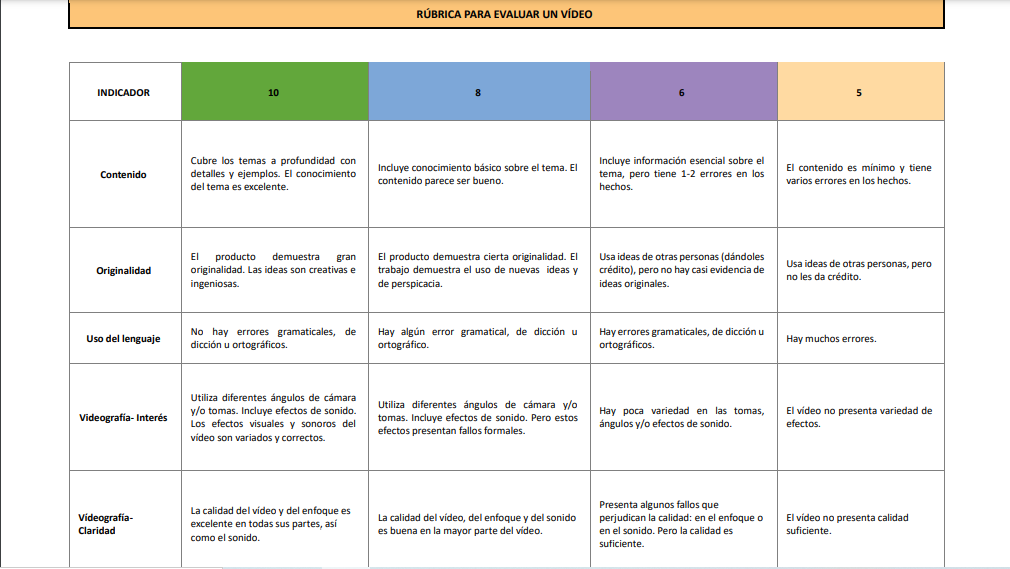 RÚBRICA PARA EVALUAR UN VÍDEO
INDICADOR
10
8
6
5
Contenido
Cubre los temas a profundidad con
detalles y ejemplos. El conocimiento
del tema es excelente.
Incluye conocimiento básico sobre el tema. El
contenido parece ser bueno.
Incluye información esencial sobre el
tema, pero tiene 1-2 errores en los
hechos.
El contenido es mínimo y tiene
varios errores en los hechos.
Originalidad
El producto demuestra gran
originalidad. Las ideas son creativas e
ingeniosas.
El producto demuestra cierta originalidad. El
trabajo demuestra el uso de nuevas ideas y
de perspicacia.
Usa ideas de otras personas (dándoles
crédito), pero no hay casi evidencia de
ideas originales.
Usa ideas de otras personas, pero
no les da crédito.
Uso del lenguaje
No hay errores gramaticales, de
dicción u ortográficos.
Hay algún error gramatical, de dicción u
ortográfico.
Hay errores gramaticales, de dicción u
ortográficos.
Hay muchos errores.
Videografía- Interés
Utiliza diferentes ángulos de cámara
y/o tomas. Incluye efectos de sonido.
Los efectos visuales y sonoros del
vídeo son variados y correctos.
Utiliza diferentes ángulos de cámara y/o
tomas. Incluye efectos de sonido. Pero estos
efectos presentan fallos formales.
Hay poca variedad en las tomas,
ángulos y/o efectos de sonido.
El vídeo no presenta variedad de
efectos.
Vídeografía-
Claridad
La calidad del vídeo y del enfoque es
excelente en todas sus partes, así
como el sonido.
La calidad del vídeo, del enfoque y del sonido
es buena en la mayor parte del vídeo.
Presenta algunos fallos que
perjudican la calidad: en el enfoque o
en el sonido. Pero la calidad es
suficiente.
El vídeo no presenta calidad
suficiente.